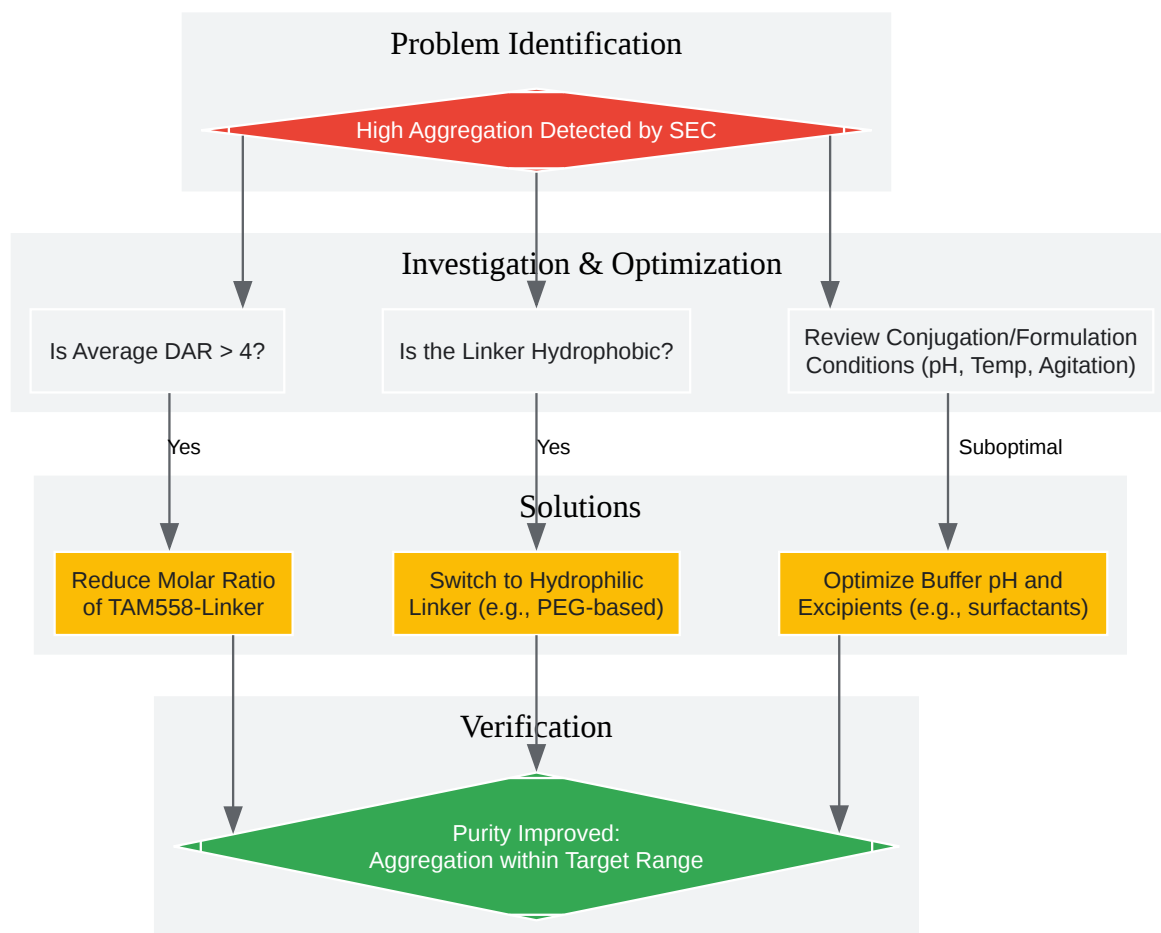 Problem Identification
High Aggregation Detected by SEC
Investigation & Optimization
Is Average DAR > 4?
Is the Linker Hydrophobic?
Review Conjugation/Formulation
Conditions (pH, Temp, Agitation)
Yes
Yes
Suboptimal
Solutions
Reduce Molar Ratio
of TAM558-Linker
Switch to Hydrophilic
Linker (e.g., PEG-based)
Optimize Buffer pH and
Excipients (e.g., surfactants)
Verification
Purity Improved:
Aggregation within Target Range